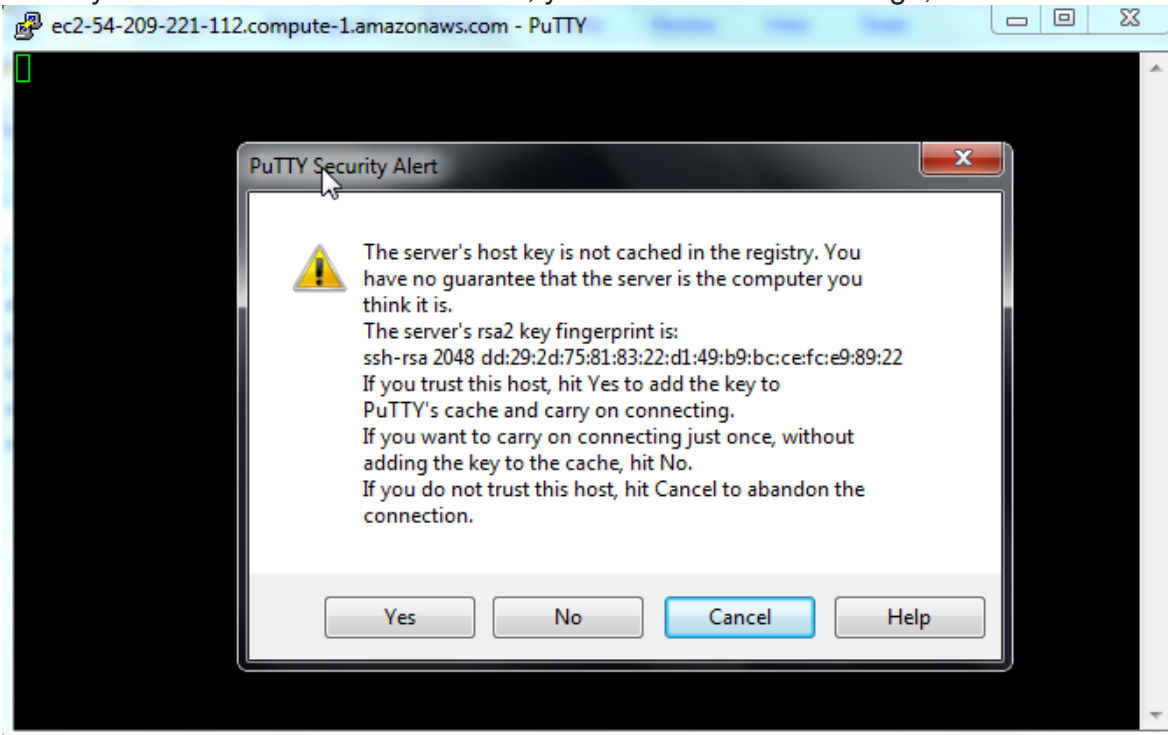 ec2-54-209-221-112.compute-1.amazonaws.com - PuTTY
PuTTY Security Alert
The server's host key is not cached in the registry. You
have no guarantee that the server is the computer you
think it is.
The server's rsa2 key fingerprint is:
ssh-rsa 2048 dd:29:2d:75:81:83:22:d1:49:b9:bc:ce:fc:e9:89:22
If you trust this host, hit Yes to add the key to
PuTTY's cache and carry on connecting.
If you want to carry on connecting just once, without
adding the key to the cache, hit No.
If you do not trust this host, hit Cancel to abandon the
connection.
Yes
No
Cancel
Help